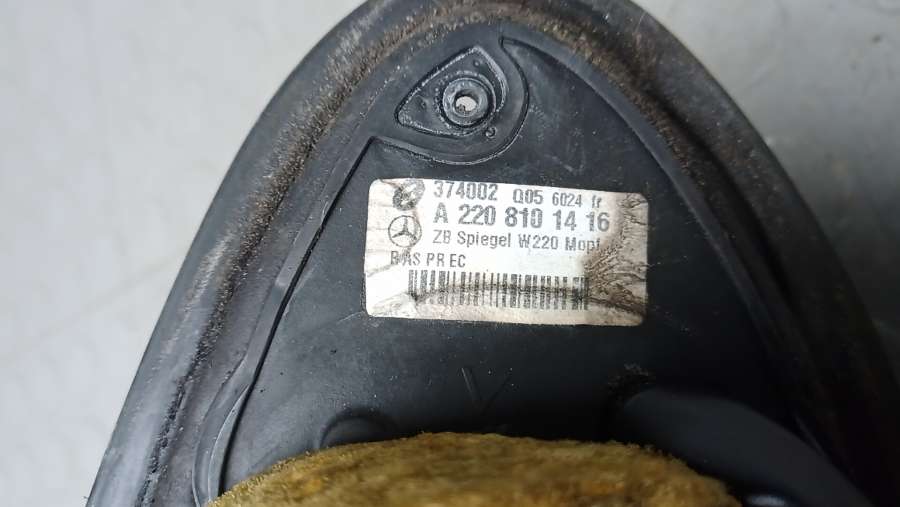 374002 Q05 6024 fr
A 220 810 14 16
ZB Spiegel W220 Mopf
R AS PR EC